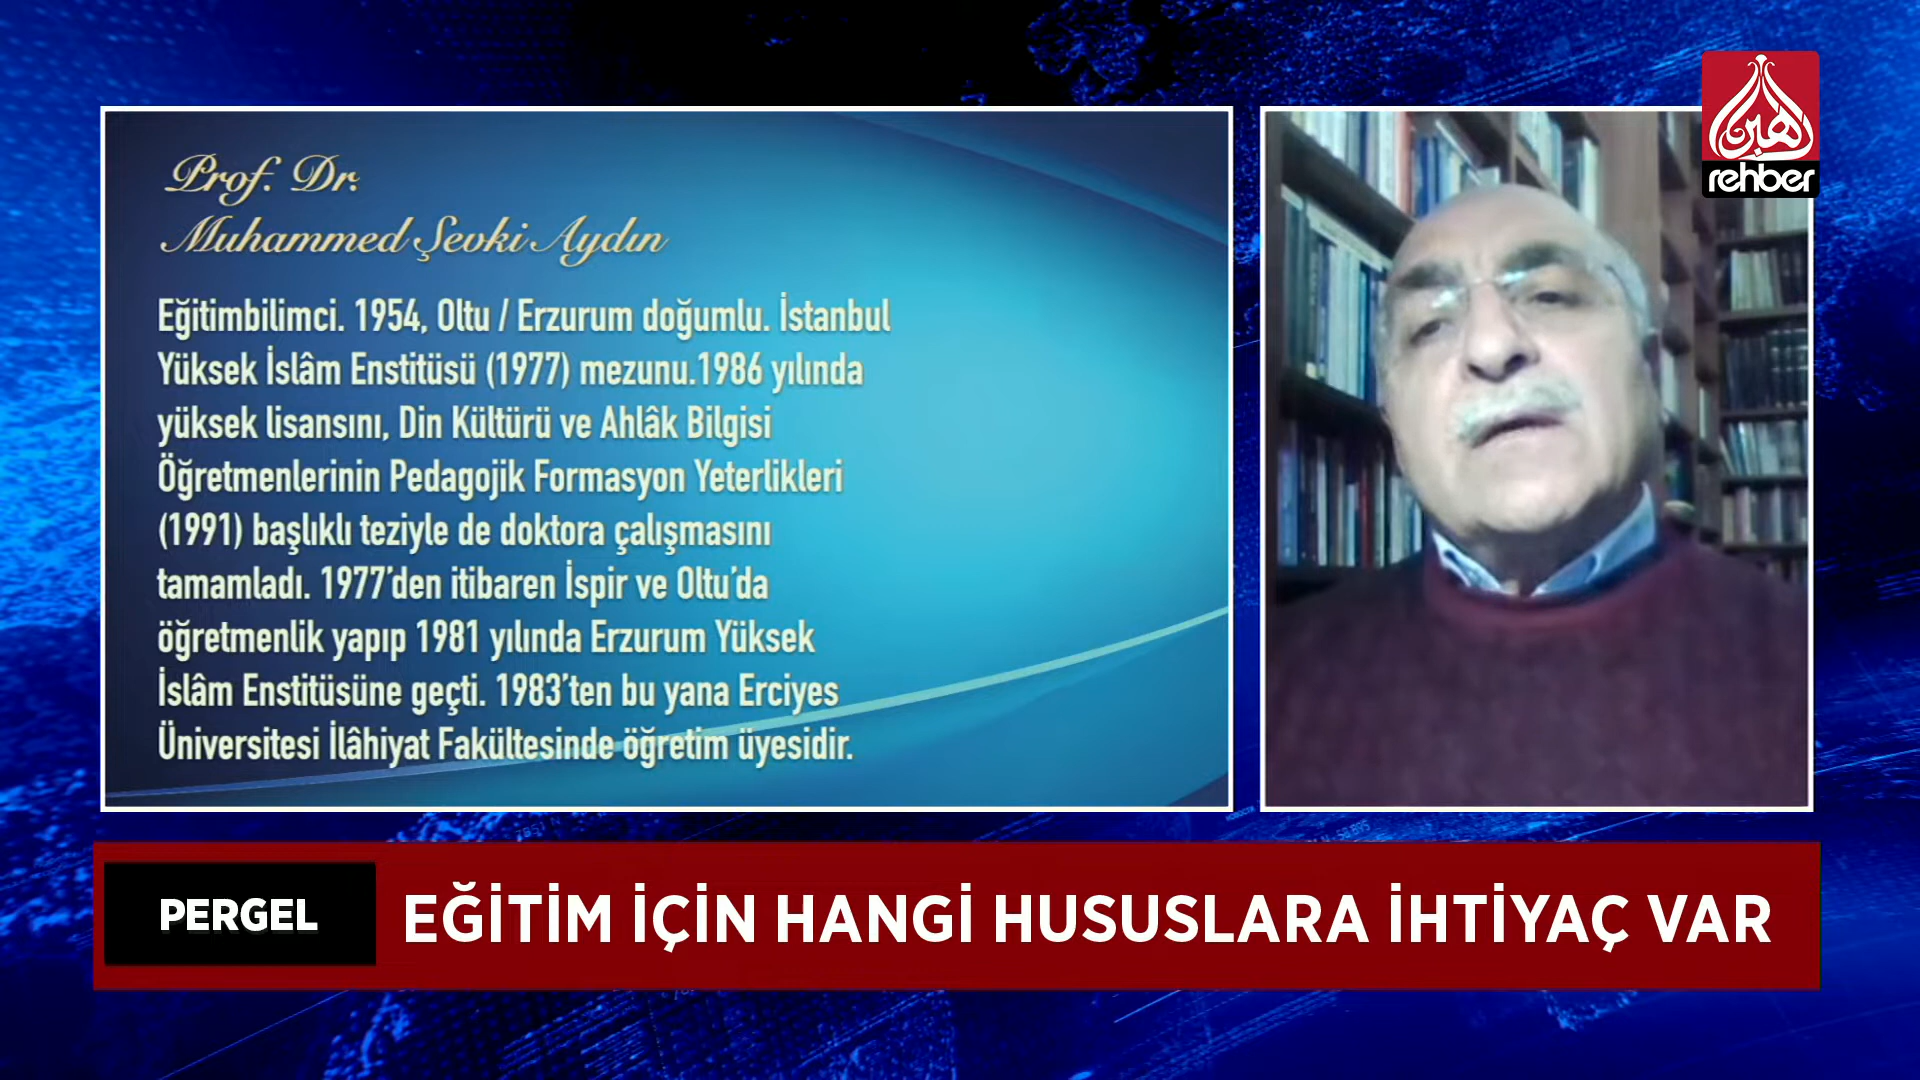 رهبر
rehber
Prof. Dr.
Muhammed Şevki Aydın
Eğitimbilimci. 1954, Oltu / Erzurum doğumlu. İstanbul
Yüksek İslâm Enstitüsü (1977) mezunu.1986 yılında
yüksek lisansını, Din Kültürü ve Ahlâk Bilgisi
Öğretmenlerinin Pedagojik Formasyon Yeterlikleri
(1991) başlıklı teziyle de doktora çalışmasını
tamamladı. 1977’den itibaren İspir ve Oltu’da
öğretmenlik yapıp 1981 yılında Erzurum Yüksek
İslâm Enstitüsüne geçti. 1983’ten bu yana Erciyes
Üniversitesi İlâhiyat Fakültesinde öğretim üyesidir.
PERGEL
EĞİTİM İÇİN HANGİ HUSUSLARA İHTİYAÇ VAR